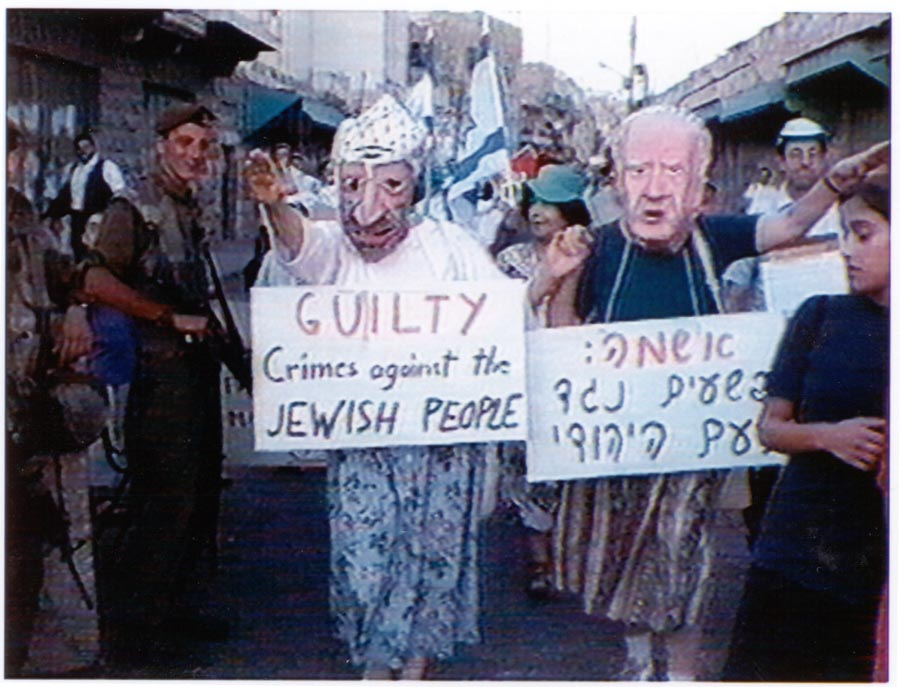 GUILTY
Crimes against the
JEWISH PEOPLE
אשמה:
פשעים נגד
עם היהודי